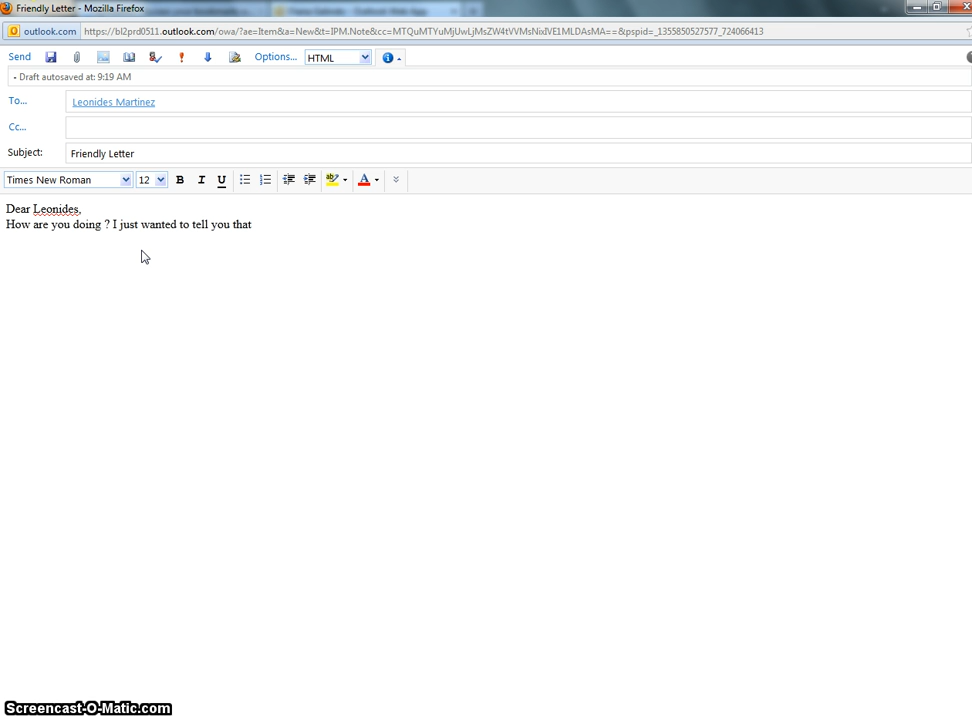 Friendly Letter - Mozilla Firefox
outlook.com https://bl2prd0511.outlook.com/owa/?ae=Item&a=New&t=IPM.Note&cc=MTQuMTYuMjUwLjMsZW4tVVMsNixIVE1MLDAsMA==&pspid=_1355850527577_724066413
Send Options... HTML
• Draft autosaved at: 9:19 AM
To... Leonides Martinez
Cc...
Subject: Friendly Letter
Times New Roman 12 B I U ab A
Dear Leonides,
How are you doing ? I just wanted to tell you that
Screencast-O-Matic.com